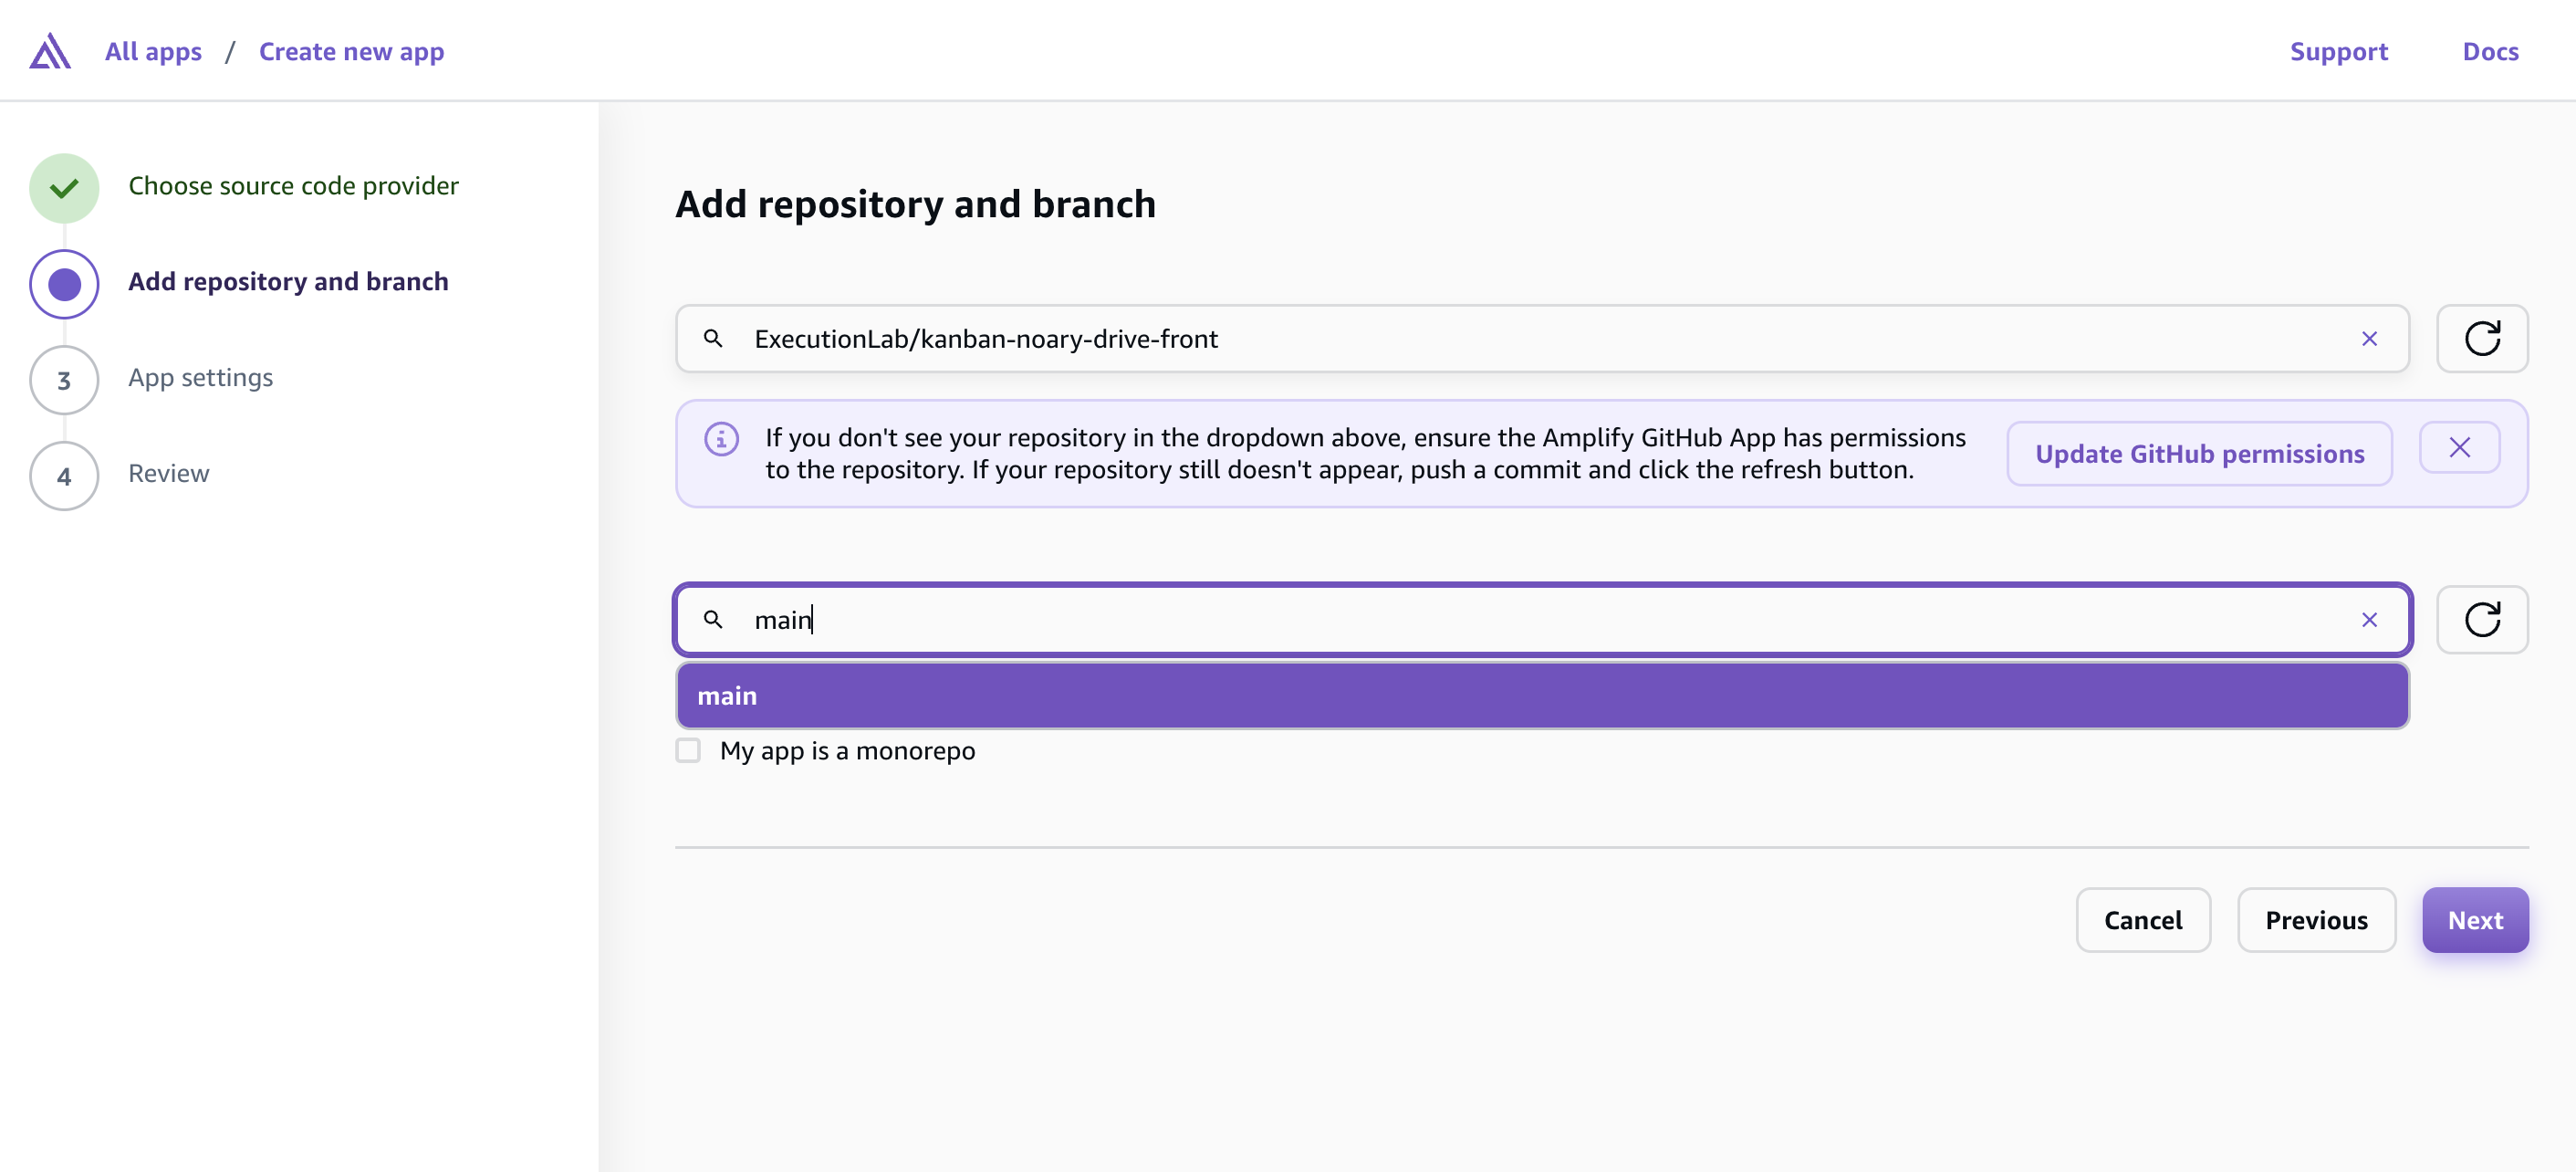 All apps / Create new app
Support
Docs
Choose source code provider
Add repository and branch
3 App settings
4 Review
Add repository and branch
ExecutionLab/kanban-noary-drive-front
If you don't see your repository in the dropdown above, ensure the Amplify GitHub App has permissions
to the repository. If your repository still doesn't appear, push a commit and click the refresh button.
Update GitHub permissions
main
main
My app is a monorepo
Cancel
Previous
Next